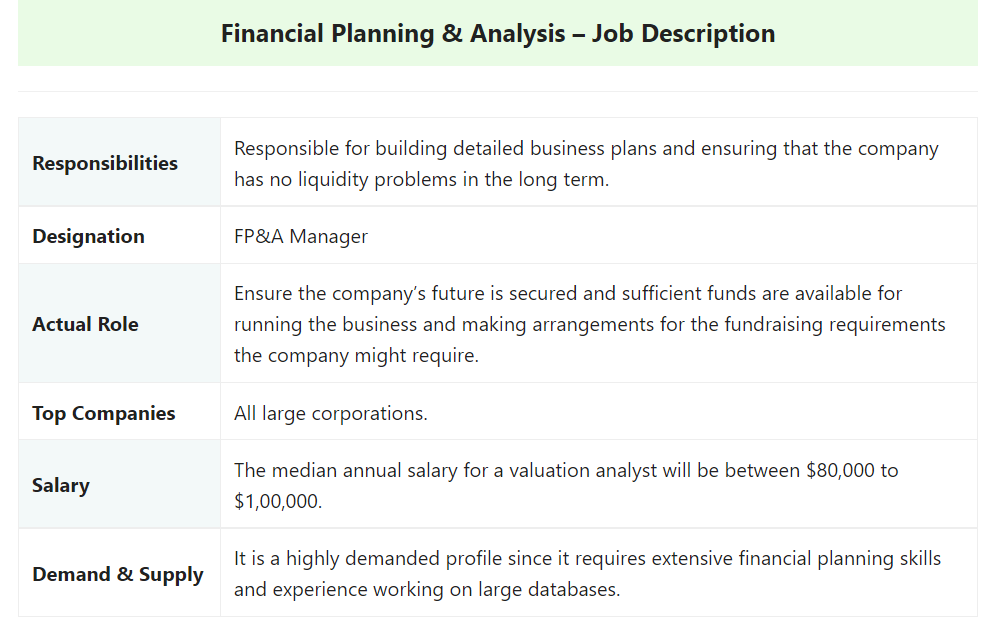 Financial Planning & Analysis – Job Description
Responsibilities
Responsible for building detailed business plans and ensuring that the company
has no liquidity problems in the long term.
Designation
FP&A Manager
Actual Role
Ensure the company’s future is secured and sufficient funds are available for
running the business and making arrangements for the fundraising requirements
the company might require.
Top Companies
All large corporations.
Salary
The median annual salary for a valuation analyst will be between $80,000 to
$1,00,000.
Demand & Supply
It is a highly demanded profile since it requires extensive financial planning skills
and experience working on large databases.